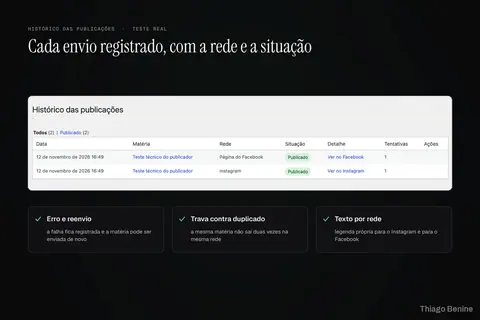 HISTÓRICO DAS PUBLICAÇÕES · TESTE REAL
Cada envio registrado, com a rede e a situação
Histórico das publicações
Todos (2) | Publicado (2)
Data Matéria Rede Situação Detalhe Tentativas Ações
12 de novembro de 2026 16:49 Teste técnico do publicador Página do Facebook Publicado Ver no Facebook 1
12 de novembro de 2026 16:49 Teste técnico do publicador Instagram Publicado Ver no Instagram 1
Erro e reenvio
a falha fica registrada e a matéria pode ser
enviada de novo
Trava contra duplicado
a mesma matéria não sai duas vezes na
mesma rede
Texto por rede
legenda própria para o Instagram e para o
Facebook
Thiago Benine